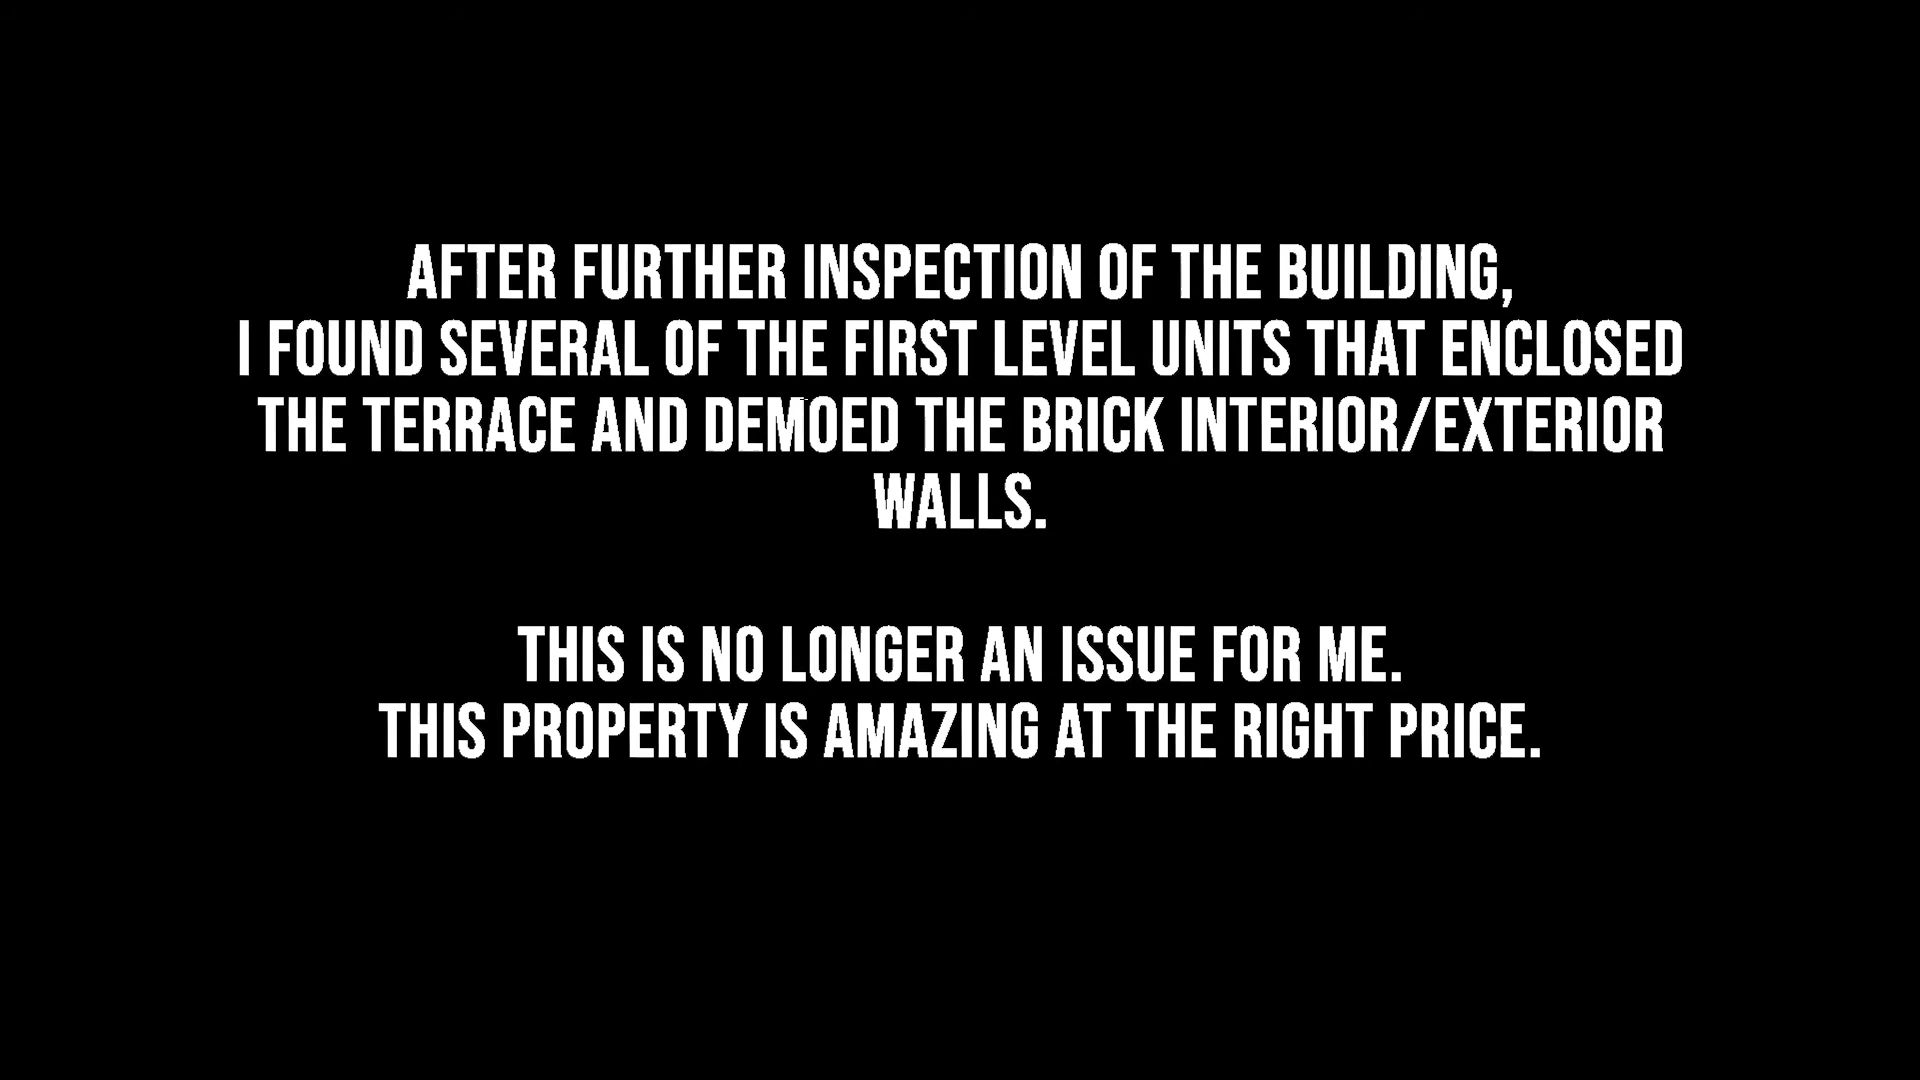 AFTER FURTHER INSPECTION OF THE BUILDING,
I FOUND SEVERAL OF THE FIRST LEVEL UNITS THAT ENCLOSED
THE TERRACE AND DEMOED THE BRICK INTERIOR/EXTERIOR
WALLS.
THIS IS NO LONGER AN ISSUE FOR ME.
THIS PROPERTY IS AMAZING AT THE RIGHT PRICE.